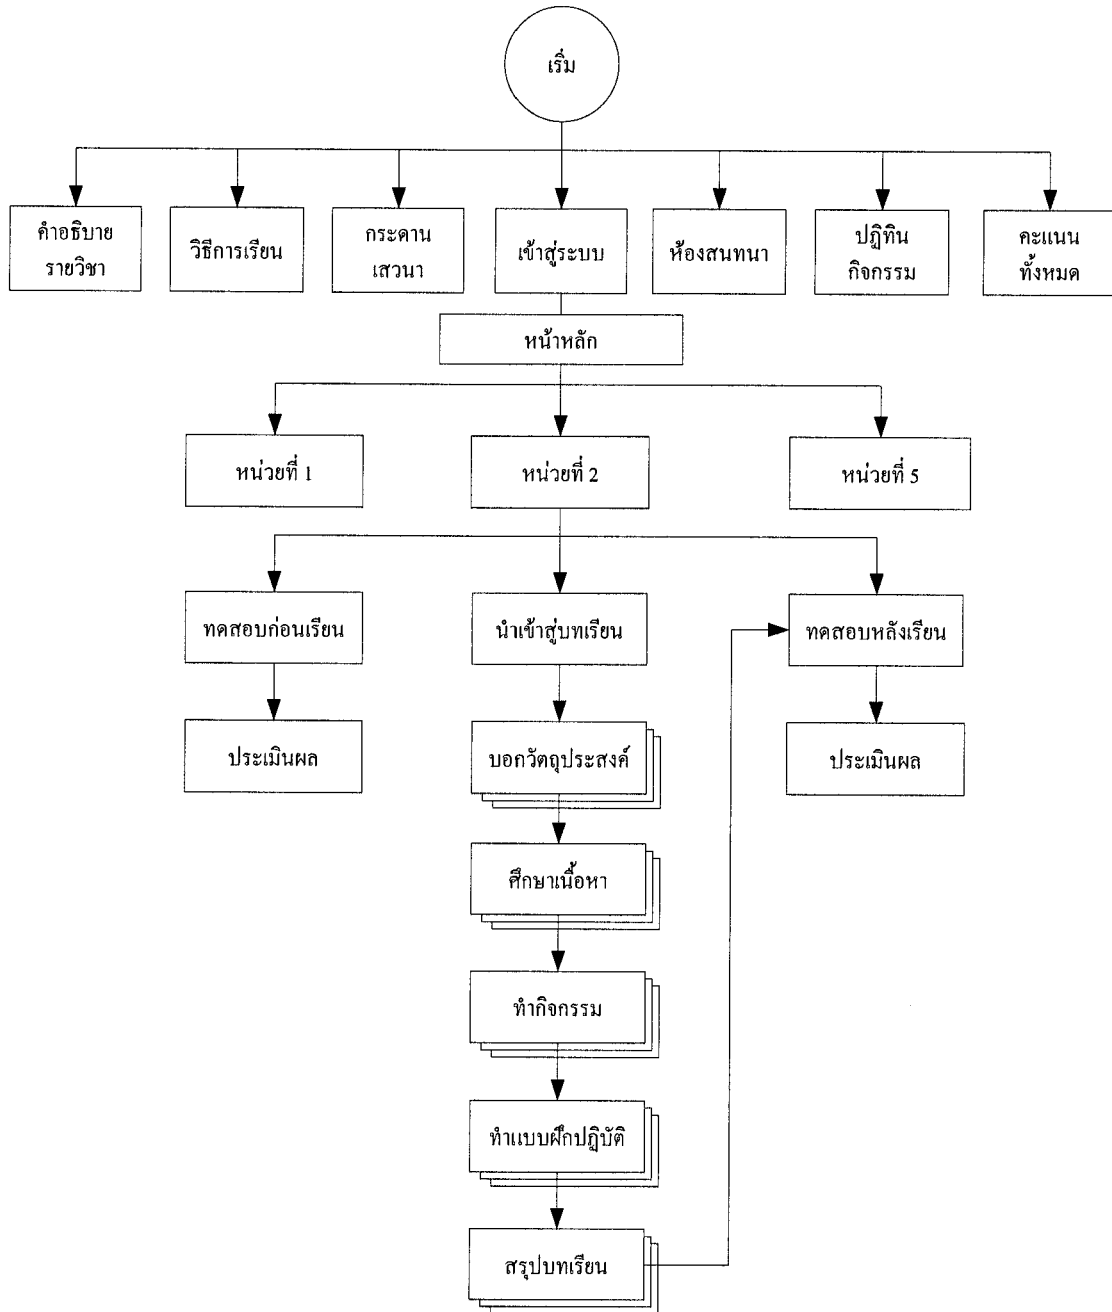 เริ่ม
คำอธิบาย
รายวิชา
วิธีการเรียน
กระดาน
เสวนา
เข้าสู่ระบบ
ห้องสนทนา
ปฏิทิน
กิจกรรม
คะแนน
ทั้งหมด
หน้าหลัก
หน่วยที่ 1
หน่วยที่ 2
หน่วยที่ 5
ทดสอบก่อนเรียน
นำเข้าสู่บทเรียน
ทดสอบหลังเรียน
ประเมินผล
บอกวัตถุประสงค์
ประเมินผล
ศึกษาเนื้อหา
ทำกิจกรรม
ทำแบบฝึกปฏิบัติ
สรุปบทเรียน